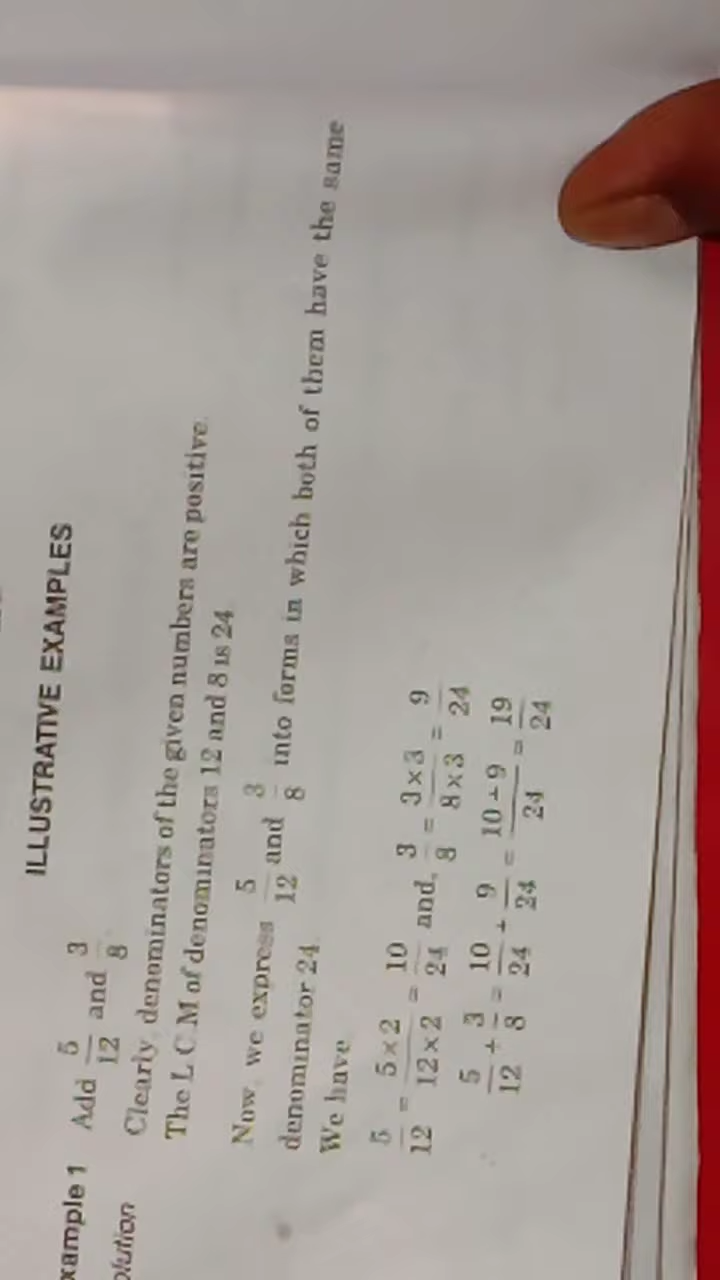 ILLUSTRATIVE EXAMPLES
xample 1 Add 5/12 and 3/8
olution Clearly, denominators of the given numbers are positive.
The L.C.M of denominators 12 and 8 is 24
Now, we express 5/12 and 3/8 into forms in which both of them have the same
denominator 24
We have
5/12 = 5×2/12×2 = 10/24 and, 3/8 = 3×3/8×3 = 9/24
5/12 + 3/8 = 10/24 + 9/24 = 10+9/24 = 19/24